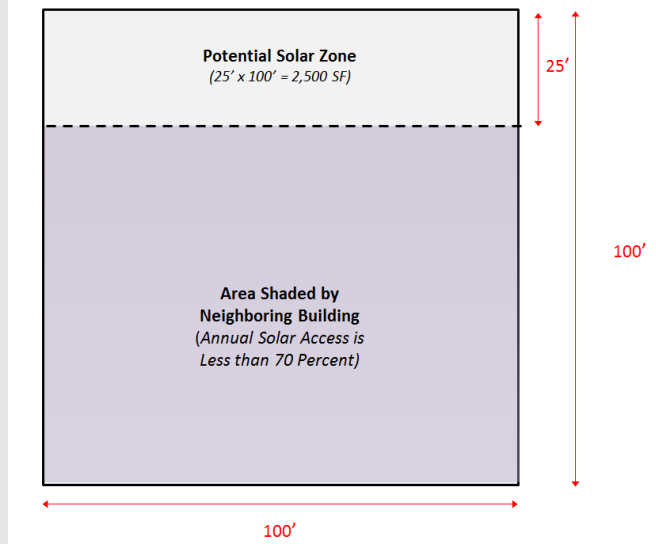 Potential Solar Zone
(25′ x 100′ = 2,500 SF)
25′
100′
Area Shaded by
Neighboring Building
(Annual Solar Access is
Less than 70 Percent)
100′